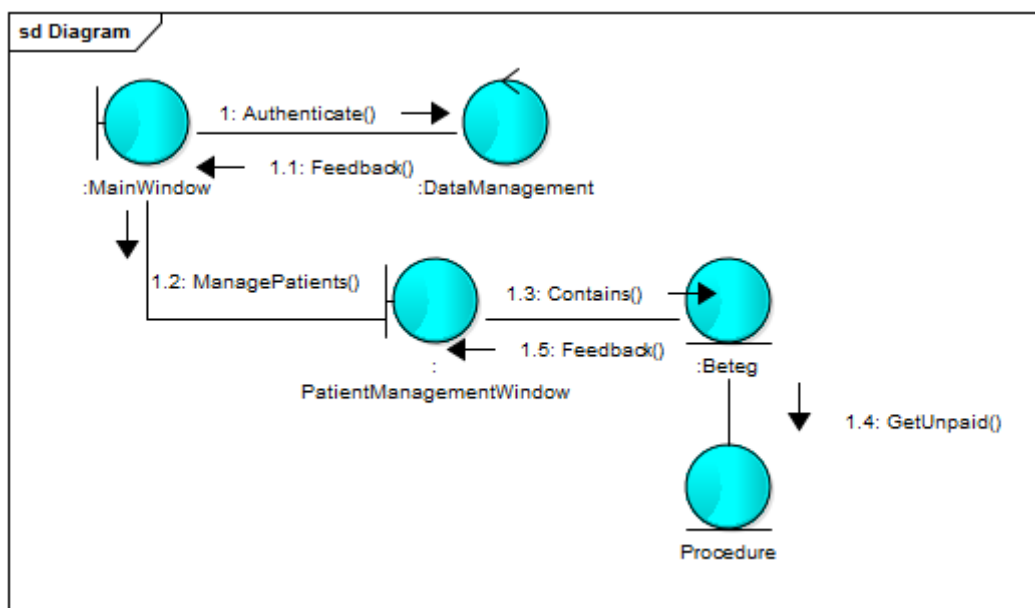 sd Diagram
1: Authenticate()
1.1: Feedback()
:MainWindow
:DataManagement
1.2: ManagePatients()
1.3: Contains()
1.5: Feedback()
:
PatientManagementWindow
:Beteg
1.4: GetUnpaid()
Procedure